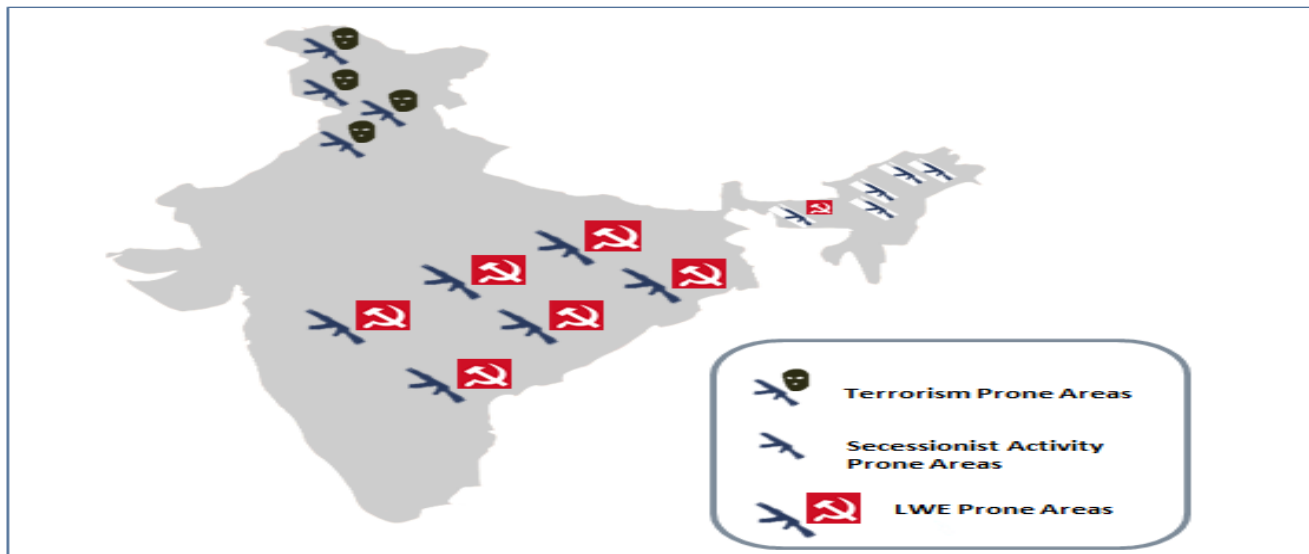 Terrorism Prone Areas
Secessionist Activity
Prone Areas
LWE Prone Areas